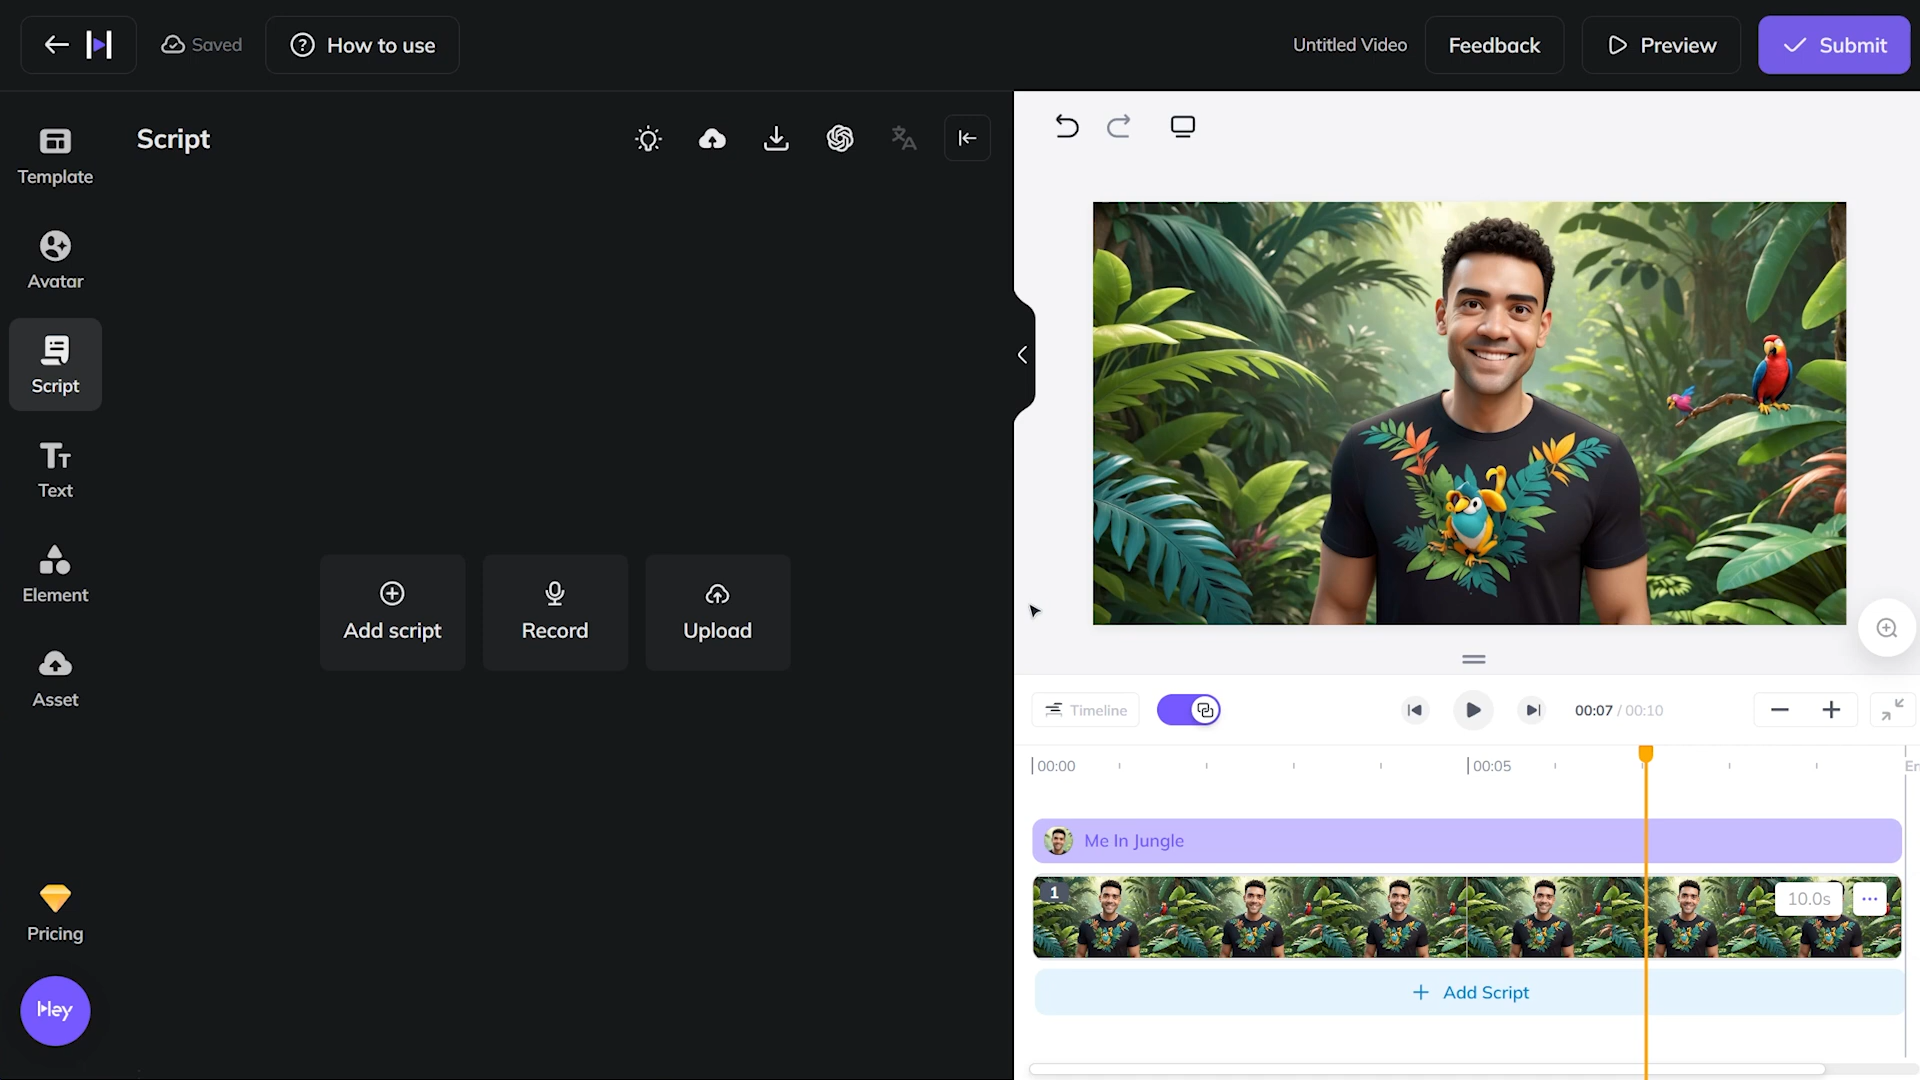 Saved
How to use
Untitled Video
Feedback
Preview
Submit
Template
Avatar
Script
Text
Element
Asset
Pricing
Hey
Script
Add script
Record
Upload
Timeline
00:07 / 00:10
00:00
00:05
En
Me In Jungle
1
10.0s
+ Add Script